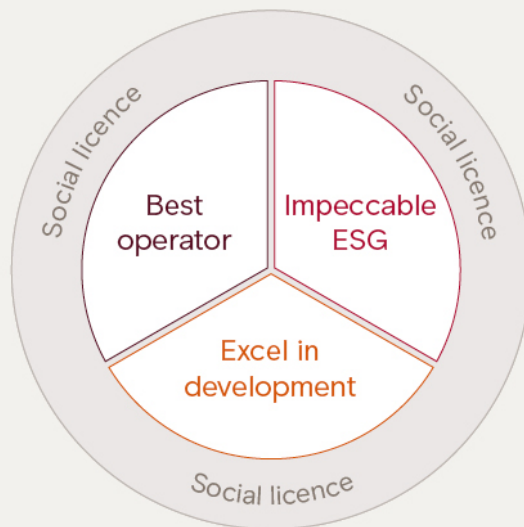 Social licence
Social licence
Best
operator
Impeccable
ESG
Excel in
development
Social licence